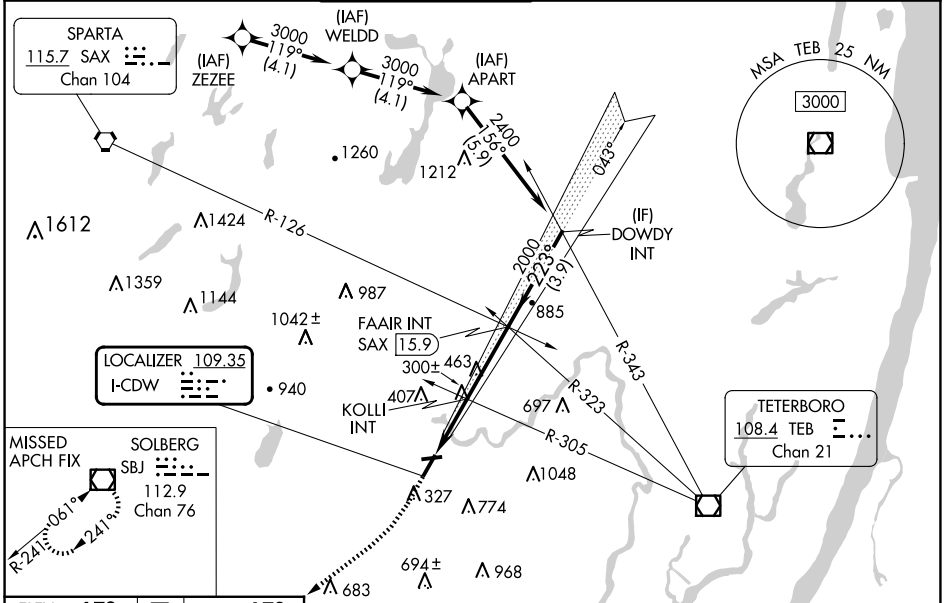 SPARTA
115.7 SAX
Chan 104
(IAF)
ZEZEE
3000
119°
(4.1)
(IAF)
WELDD
3000
119°
(4.1)
(IAF)
APART
2400
156°
(5.9)
MSA TEB 25 NM
3000
1260
1212
043°
(IF)
DOWDY
INT
1612
1424
R-126
2000
223°
(3.9)
1359
1144
987
885
1042±
FAAIR INT
SAX 15.9
R-343
LOCALIZER 109.35
I-CDW
940
300±
463
407
KOLLI
INT
697
R-323
R-305
TETERBORO
108.4 TEB
Chan 21
MISSED
APCH FIX
SOLBERG
SBJ
112.9
Chan 76
061°
241°
R-241
1048
327
774
683
694±
968